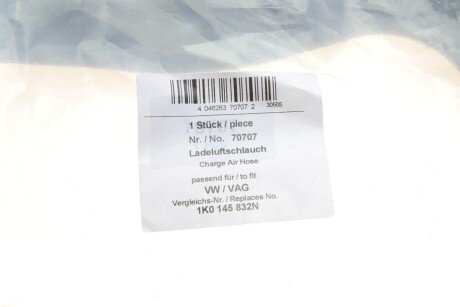 4 046283 70707 2 30505
1 Stück / piece
Nr. / No. 70707
Ladeluftschlauch
Charge Air Hose
passend für / to fit
VW / VAG
Vergleichs-Nr. / Replaces No.
1K0 145 832N